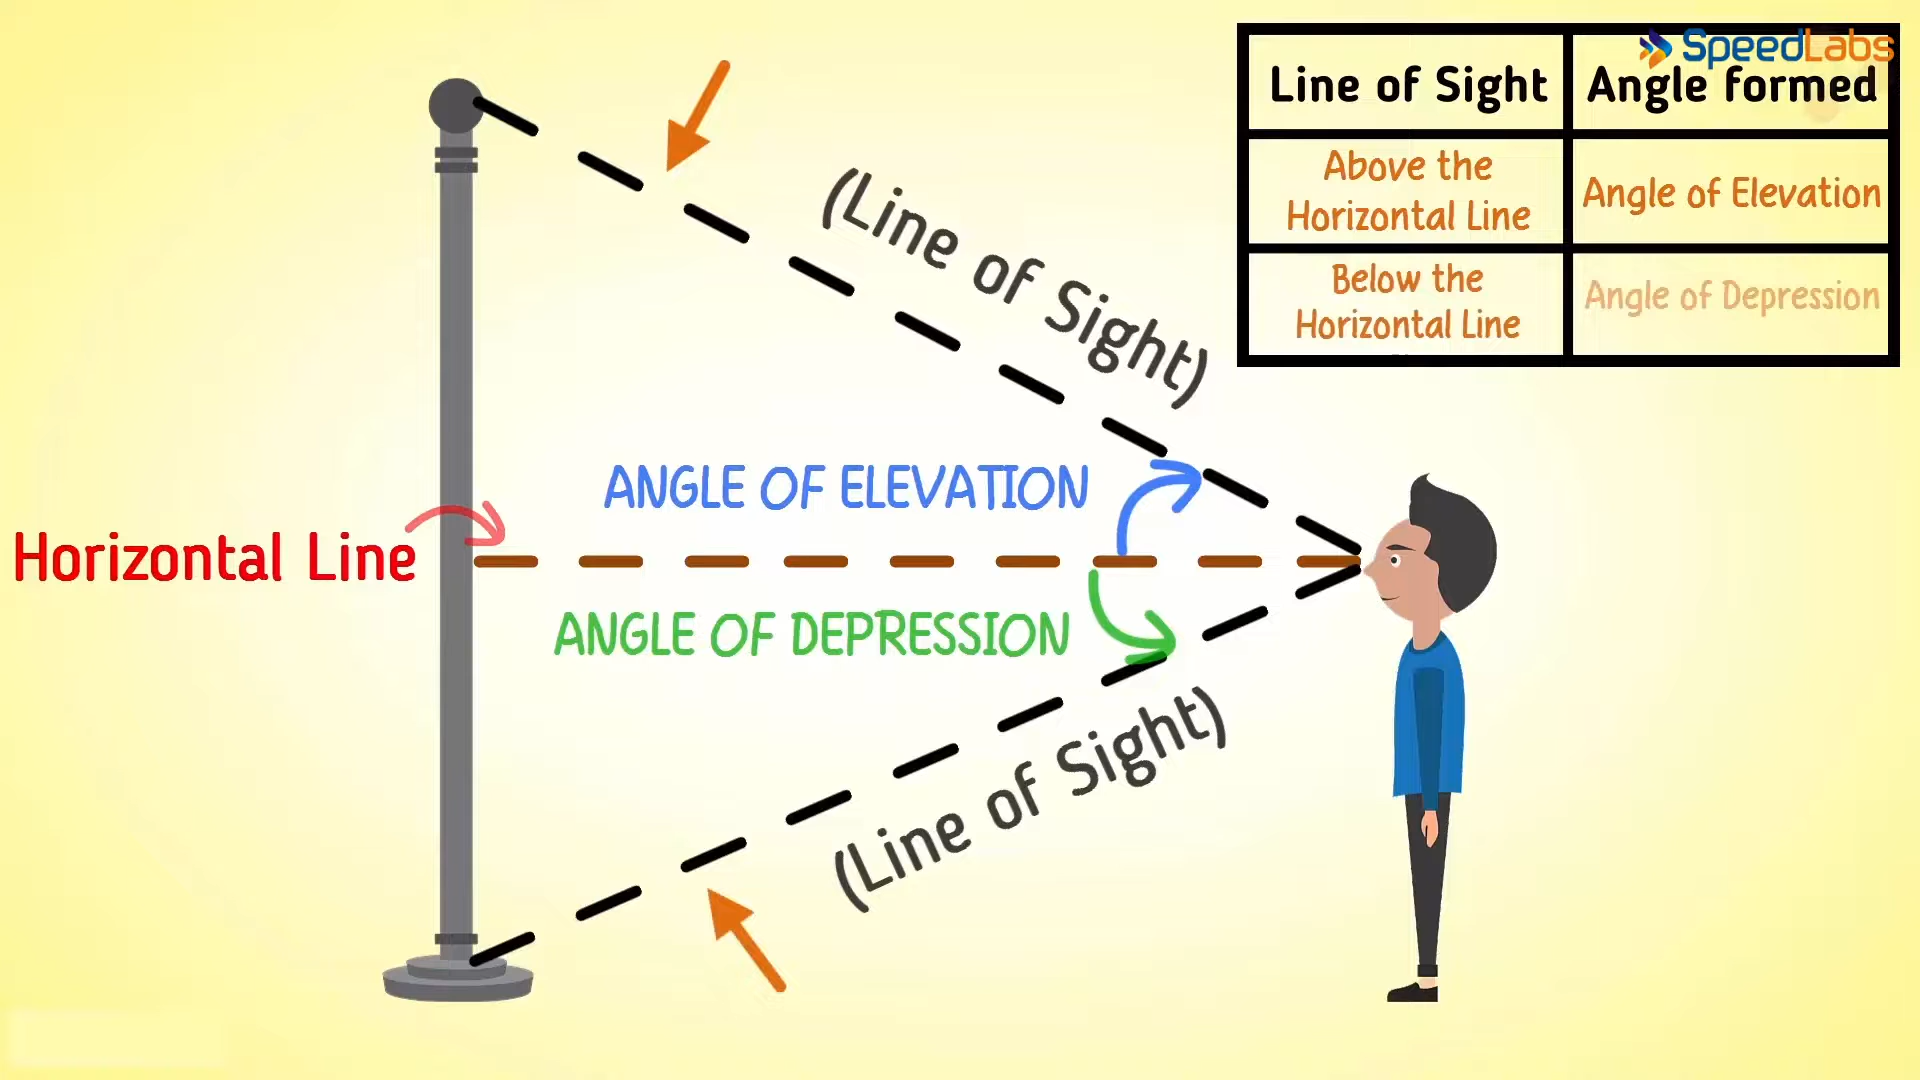 SpeedLabs
Line of Sight
Angle formed
Above the
Horizontal Line
Angle of Elevation
Below the
Horizontal Line
Angle of Depression
(Line of Sight)
ANGLE OF ELEVATION
Horizontal Line
ANGLE OF DEPRESSION
(Line of Sight)